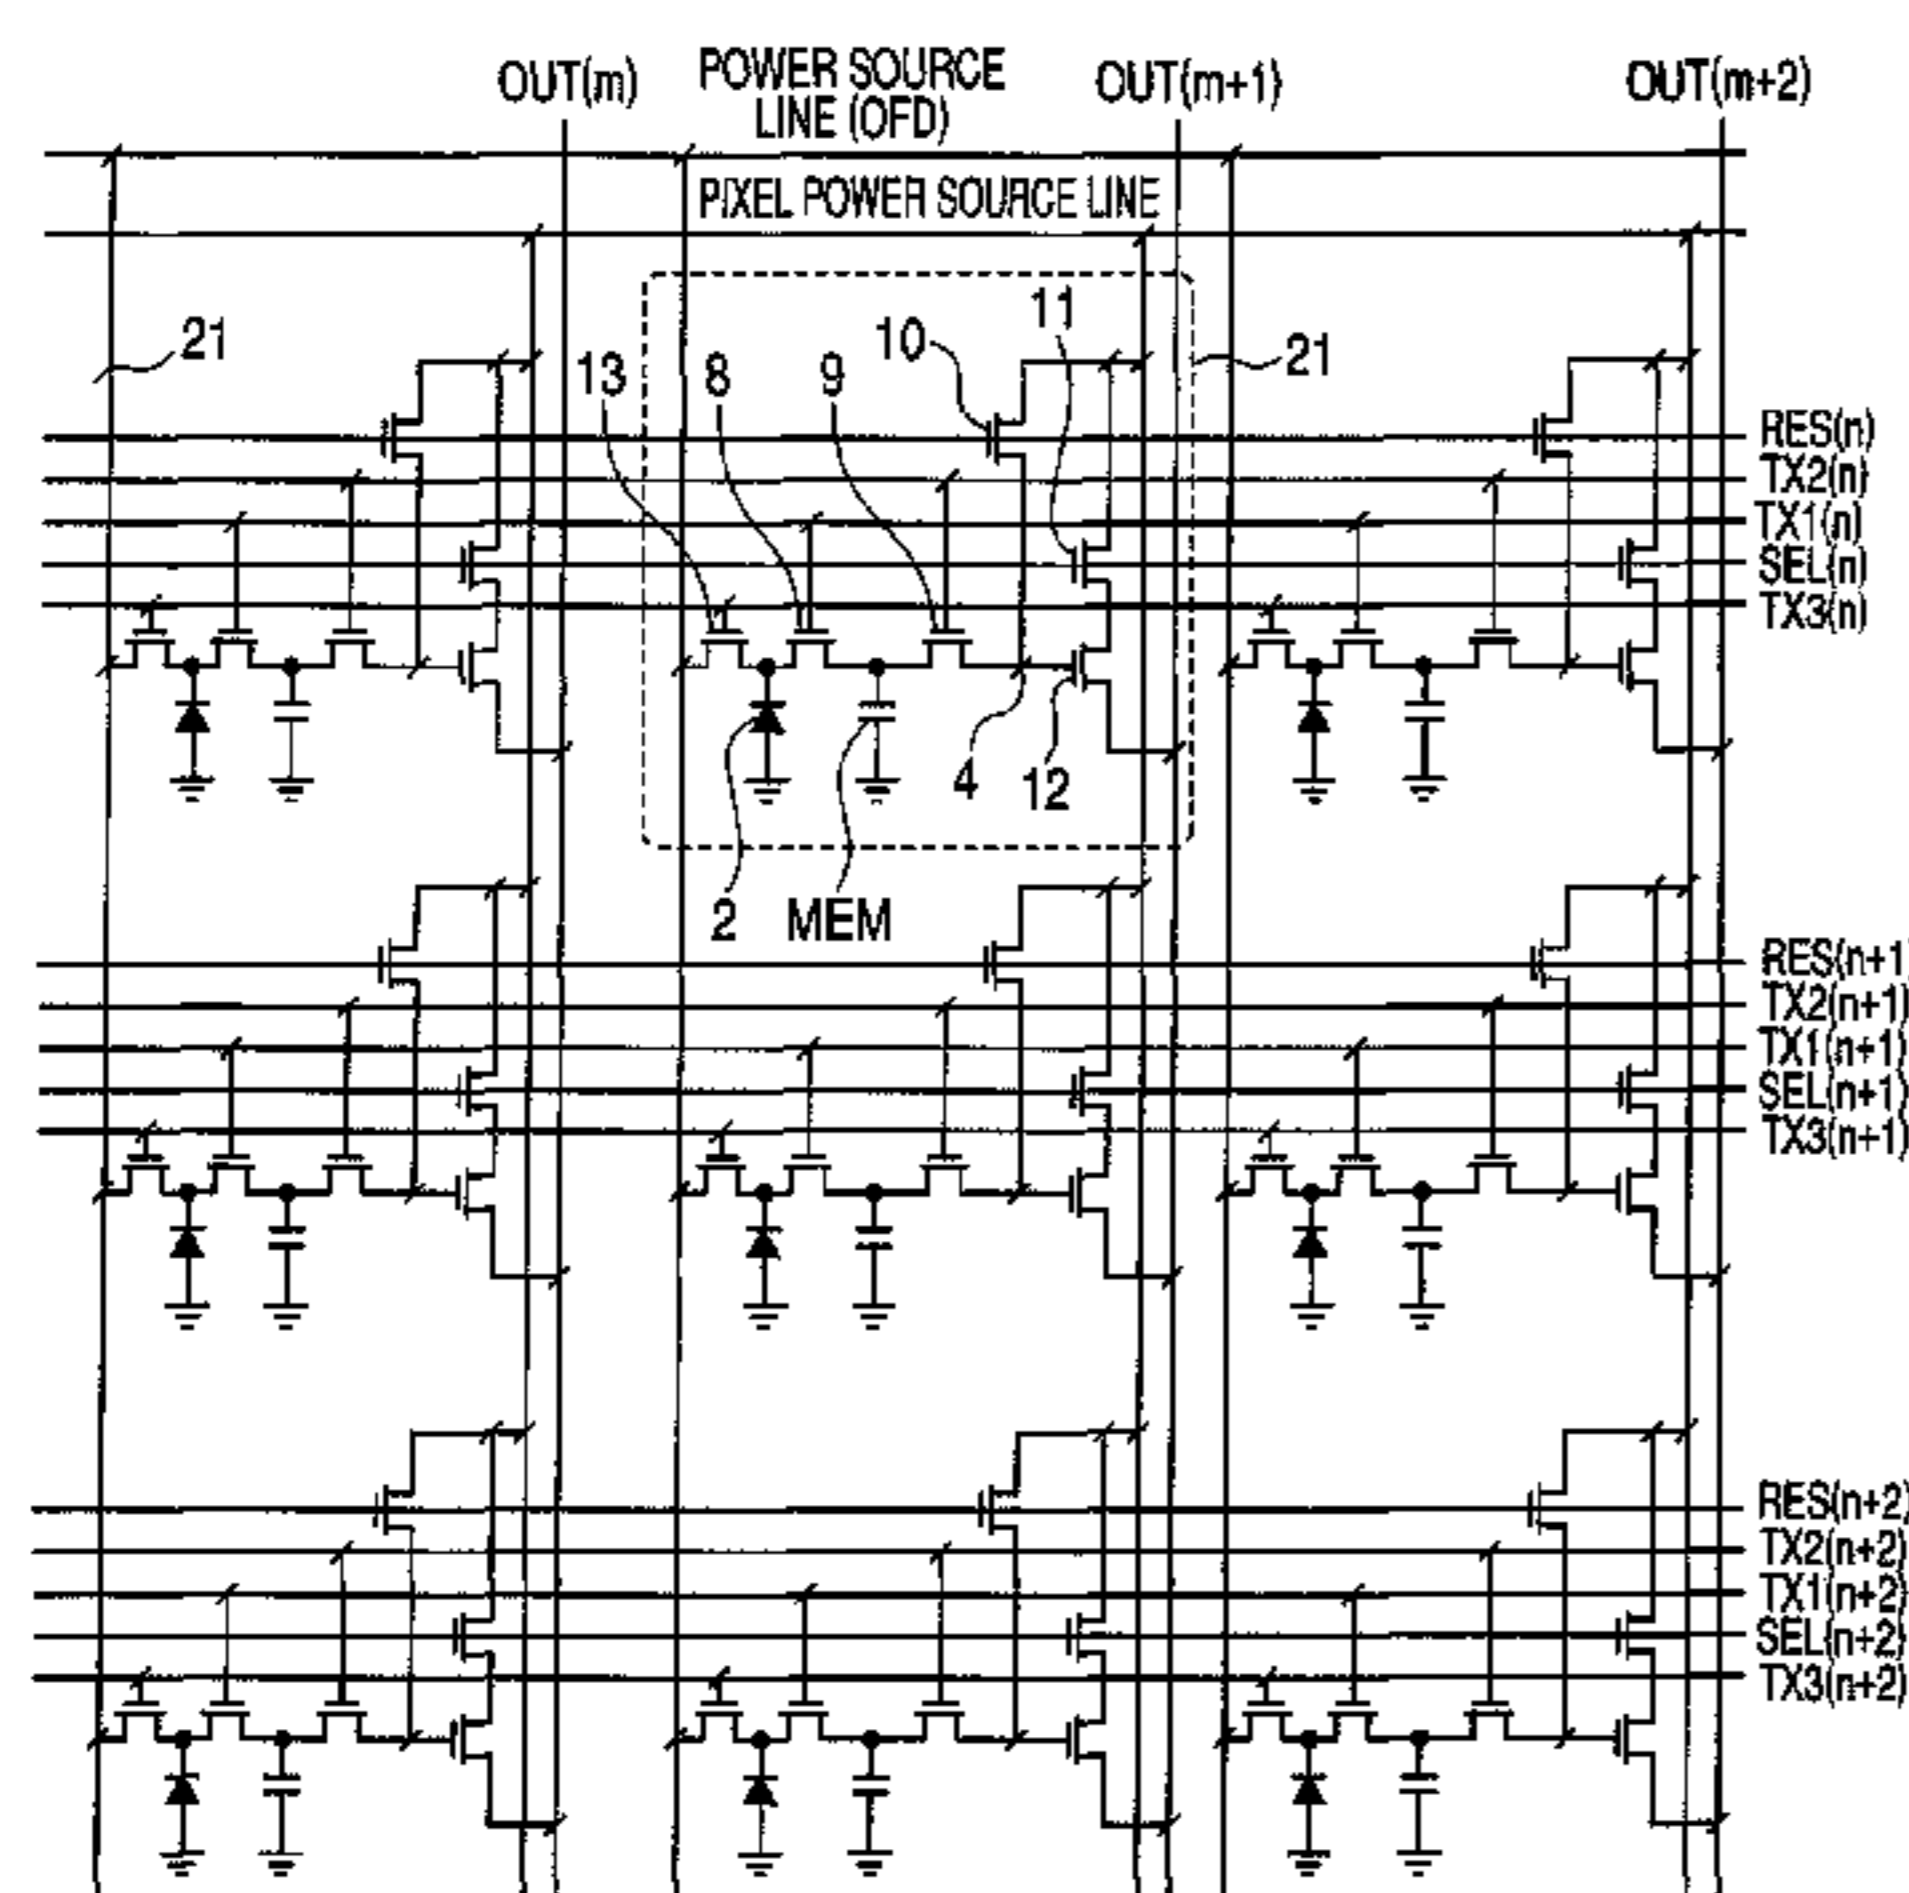 OUT(m)
POWER SOURCE
LINE (OFD)
OUT(m+1)
OUT(m+2)
PIXEL POWER SOURCE LINE
21
13
8
9
10
11
21
RES(n)
TX2(n)
TX1(n)
SEL(n)
TX3(n)
4
12
2
MEM
RES(n+1)
TX2(n+1)
TX1(n+1)
SEL(n+1)
TX3(n+1)
RES(n+2)
TX2(n+2)
TX1(n+2)
SEL(n+2)
TX3(n+2)